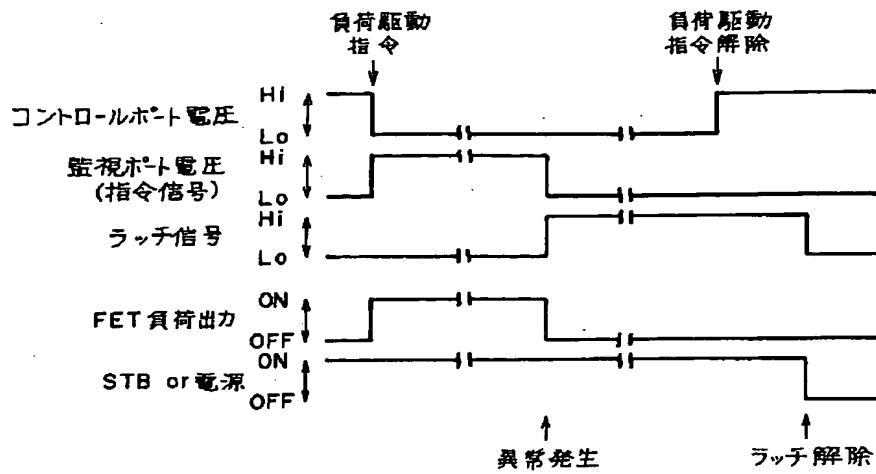 負荷駆動
指令
負荷駆動
指令解除
コントロールポート電圧
Hi
Lo
監視ポート電圧
(指令信号)
Hi
Lo
ラッチ信号
Hi
Lo
FET負荷出力
ON
OFF
STB or電源
ON
OFF
異常発生
ラッチ解除